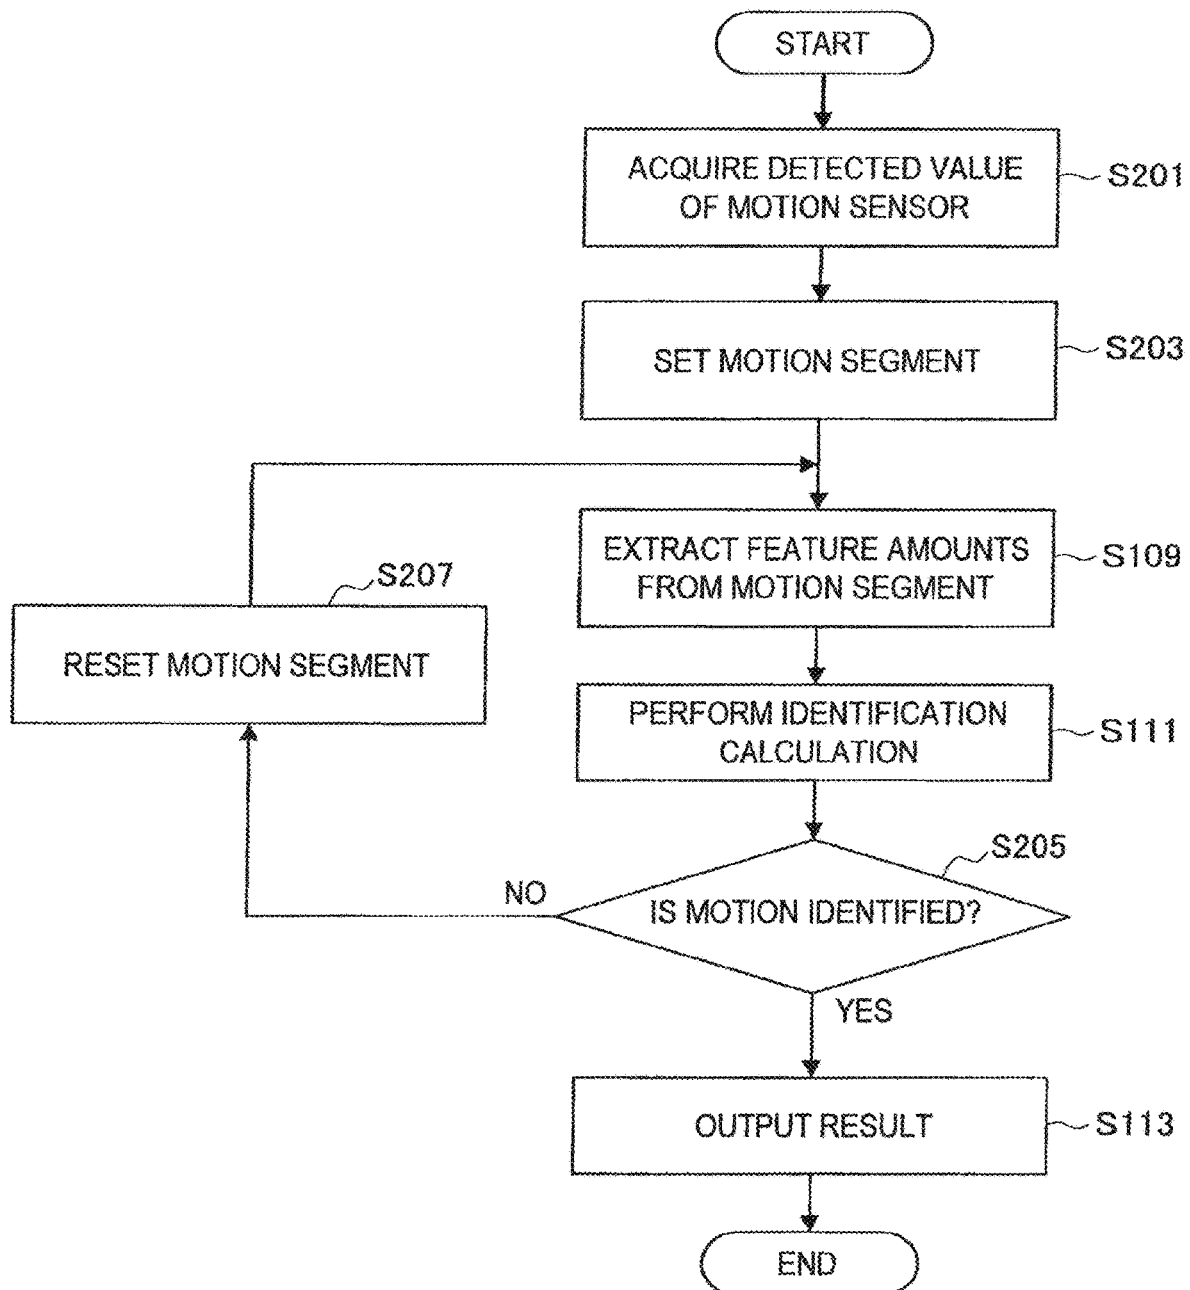 START
ACQUIRE DETECTED VALUE
OF MOTION SENSOR
S201
SET MOTION SEGMENT
S203
EXTRACT FEATURE AMOUNTS
FROM MOTION SEGMENT
S109
S207
RESET MOTION SEGMENT
PERFORM IDENTIFICATION
CALCULATION
S111
S205
NO
IS MOTION IDENTIFIED?
YES
OUTPUT RESULT
S113
END